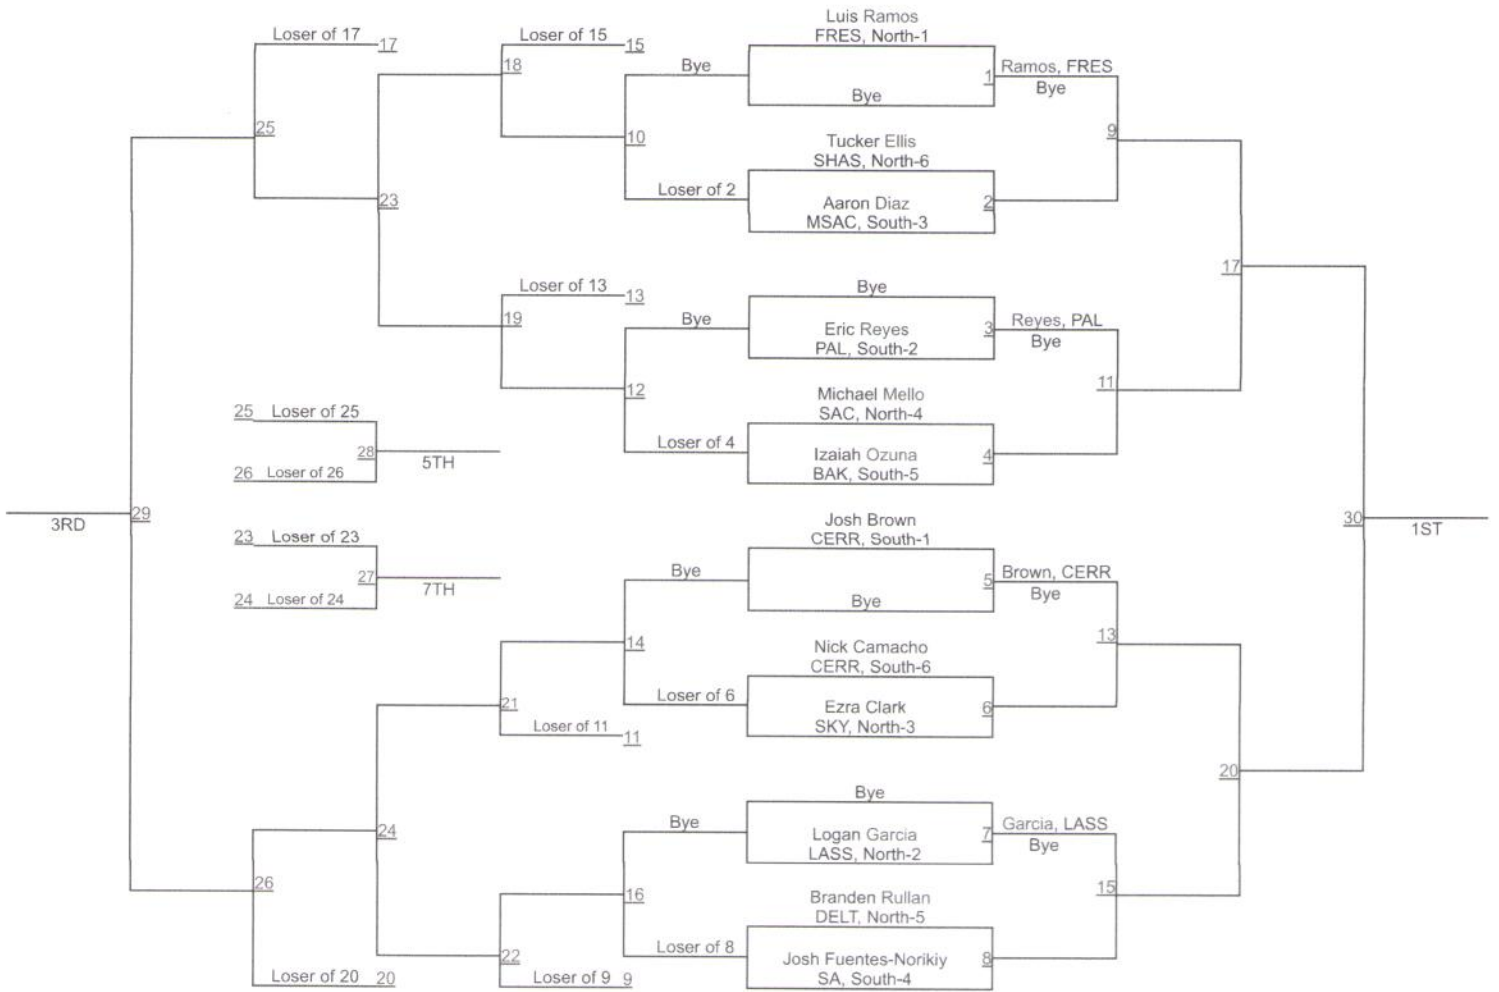 Luis Ramos
Loser of 17 17 Loser of 15 15 FRES, North-1
18 Bye 1 Ramos, FRES
Bye Bye
25 10 Tucker Ellis 9
SHAS, North-6
23 Loser of 2 Aaron Diaz 2
MSAC, South-3
17
Loser of 13 13 Bye
19 Bye Eric Reyes 3 Reyes, PAL
PAL, South-2 Bye
12 Michael Mello 11
25 Loser of 25 SAC, North-4
28 5TH Loser of 4 Izaiah Ozuna 4
26 Loser of 26 BAK, South-5
3RD 29 Josh Brown 30 1ST
23 Loser of 23 CERR, South-1
27 7TH Bye 5 Brown, CERR
24 Loser of 24 Bye Bye
14 Nick Camacho 13
CERR, South-6
21 Loser of 6 Ezra Clark 6
Loser of 11 11 SKY, North-3
20
Bye
24 Bye Logan Garcia 7 Garcia, LASS
LASS, North-2 Bye
26 16 Branden Rullan 15
DELT, North-5
22 Loser of 8 Josh Fuentes-Norikiy 8
Loser of 20 20 Loser of 9 9 SA, South-4